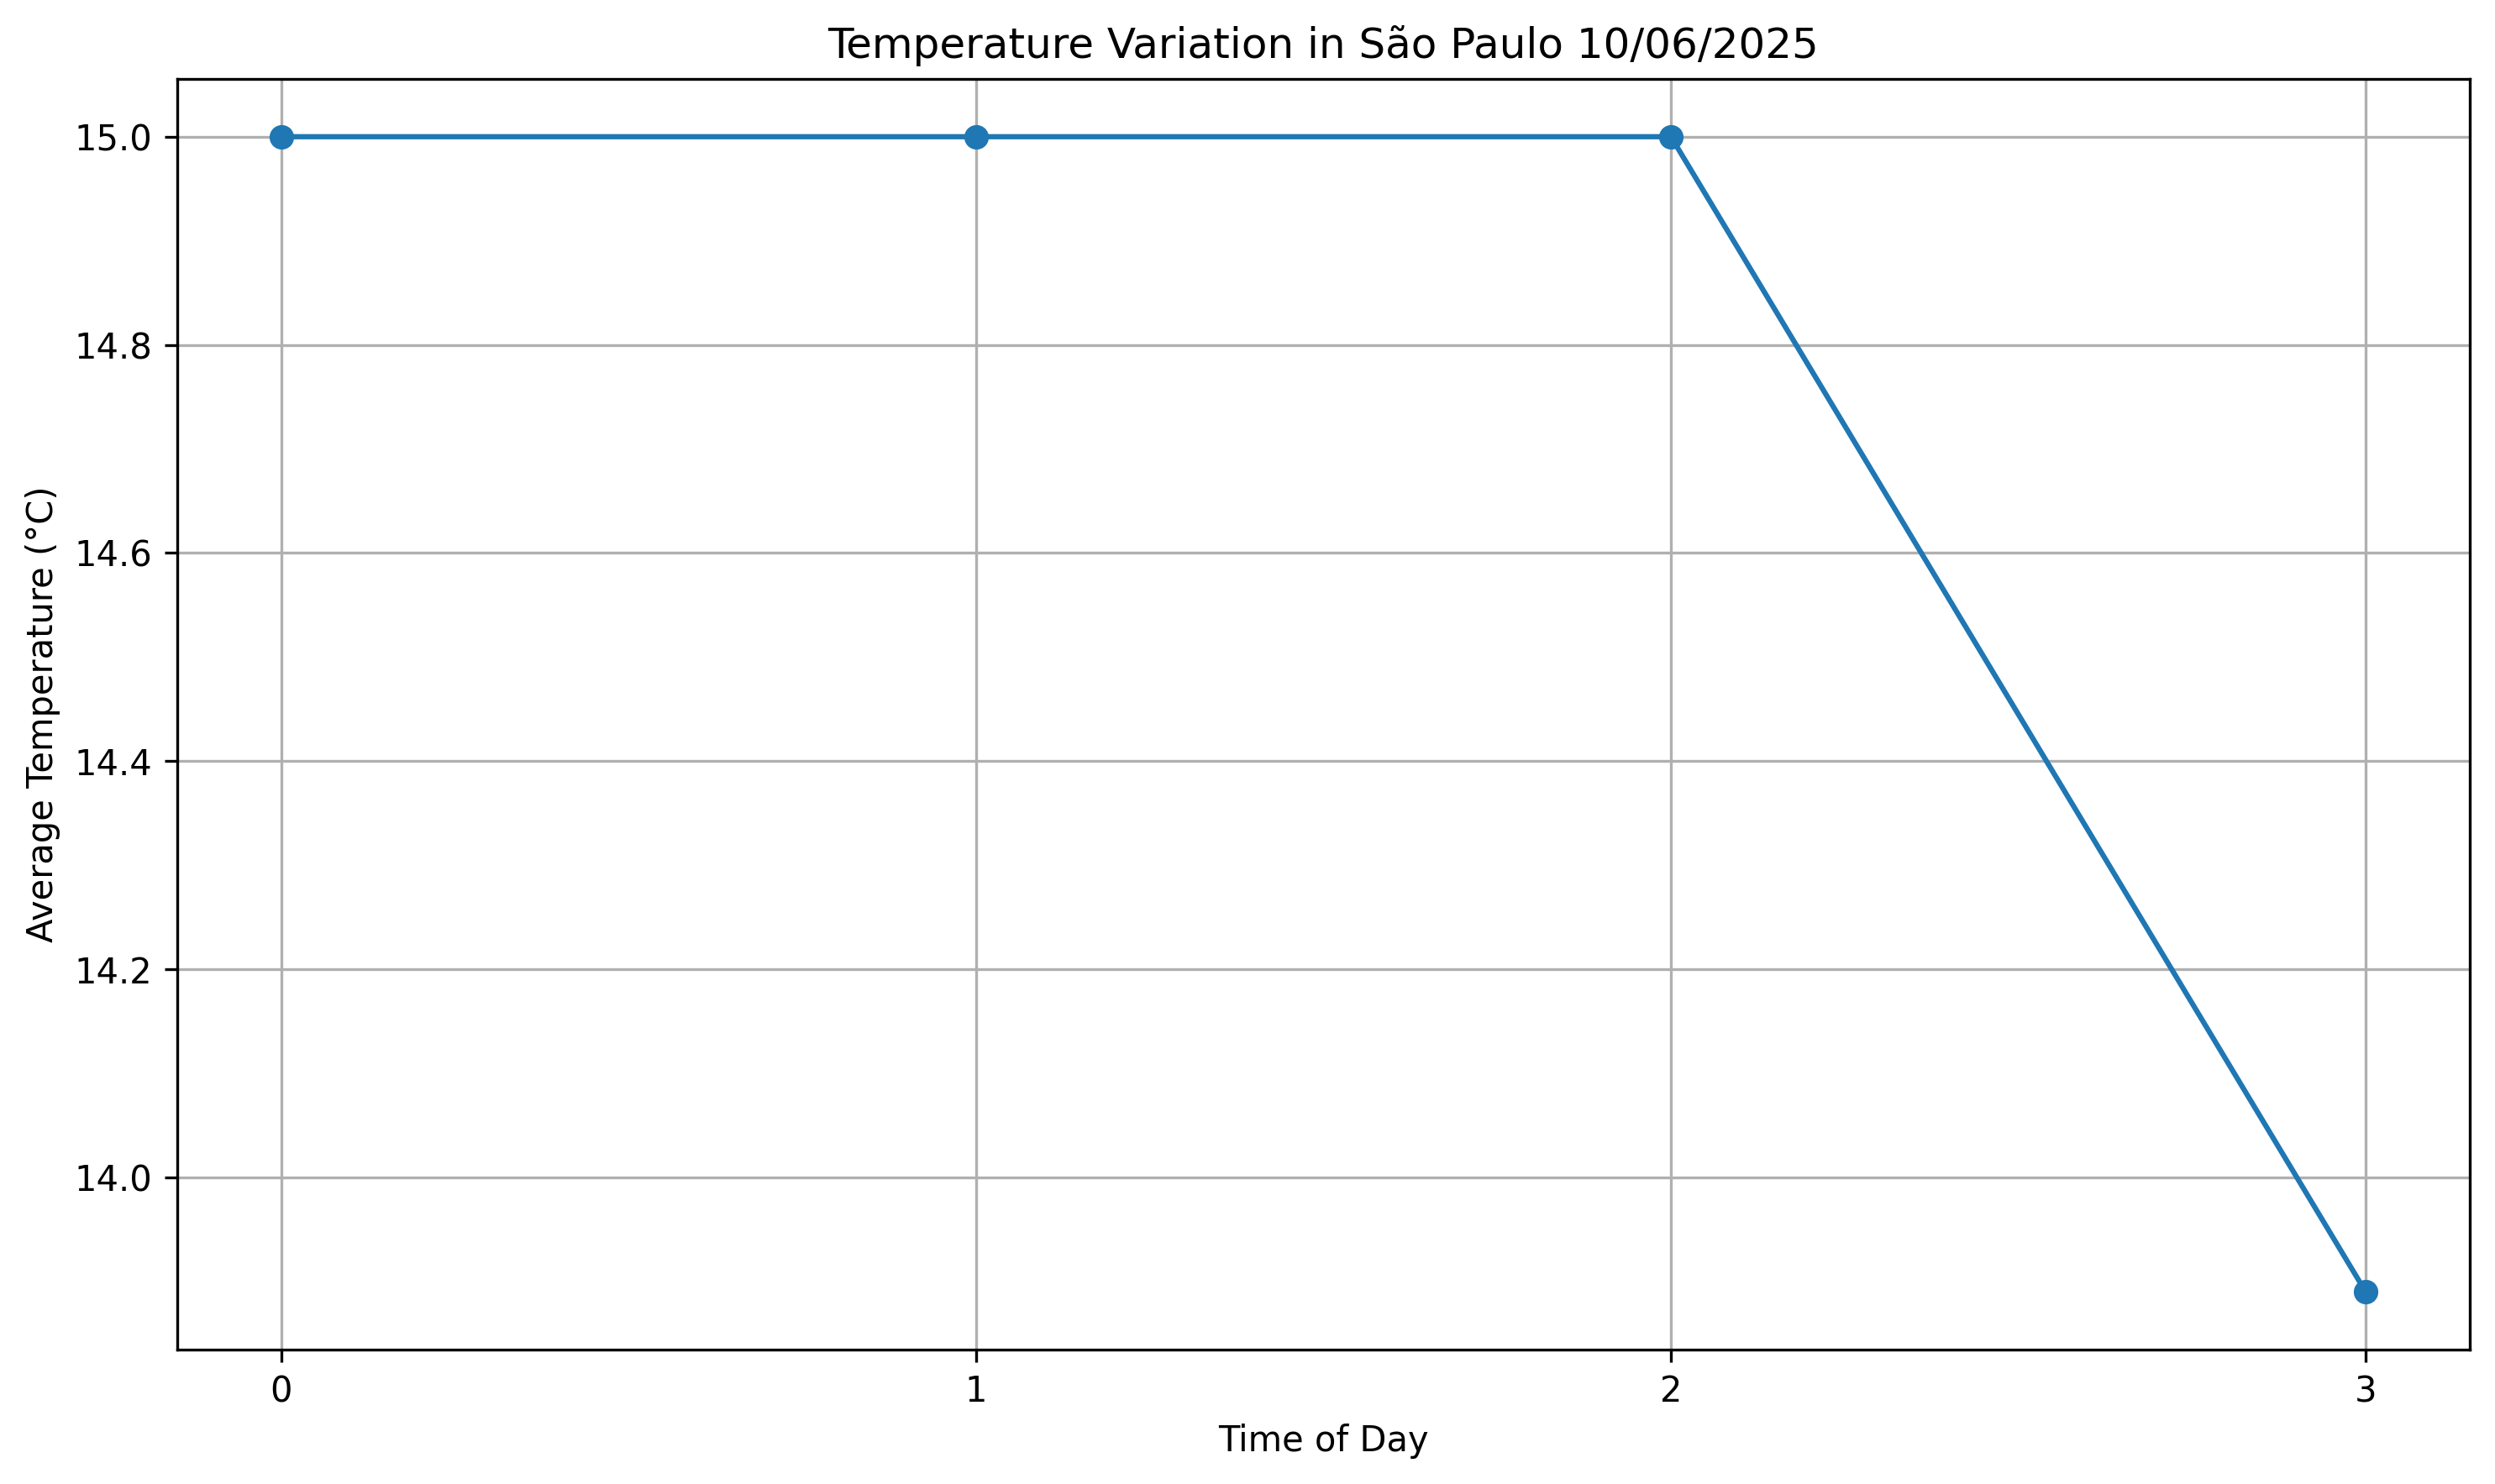 Temperature Variation in São Paulo 10/06/2025
15.0
14.8
14.6
14.4
14.2
14.0
Average Temperature (°C)
0 1 2 3
Time of Day